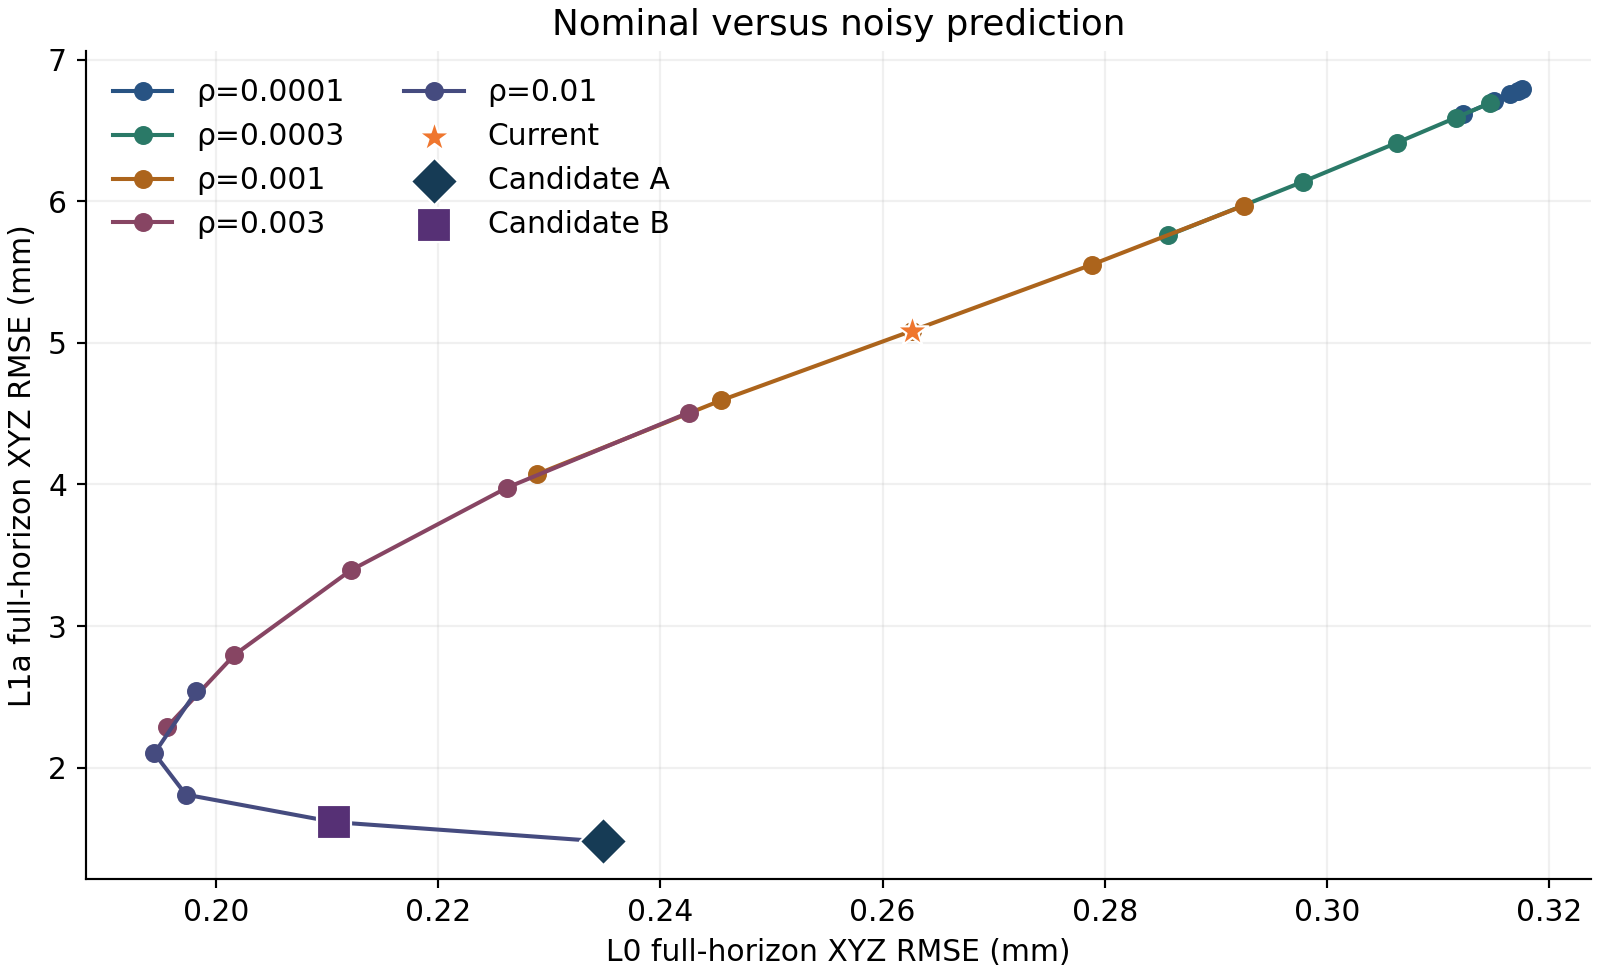 Nominal versus noisy prediction
ρ=0.0001
ρ=0.0003
ρ=0.001
ρ=0.003
ρ=0.01
Current
Candidate A
Candidate B
L1a full-horizon XYZ RMSE (mm)
7
6
5
4
3
2
0.20
0.22
0.24
0.26
0.28
0.30
0.32
L0 full-horizon XYZ RMSE (mm)